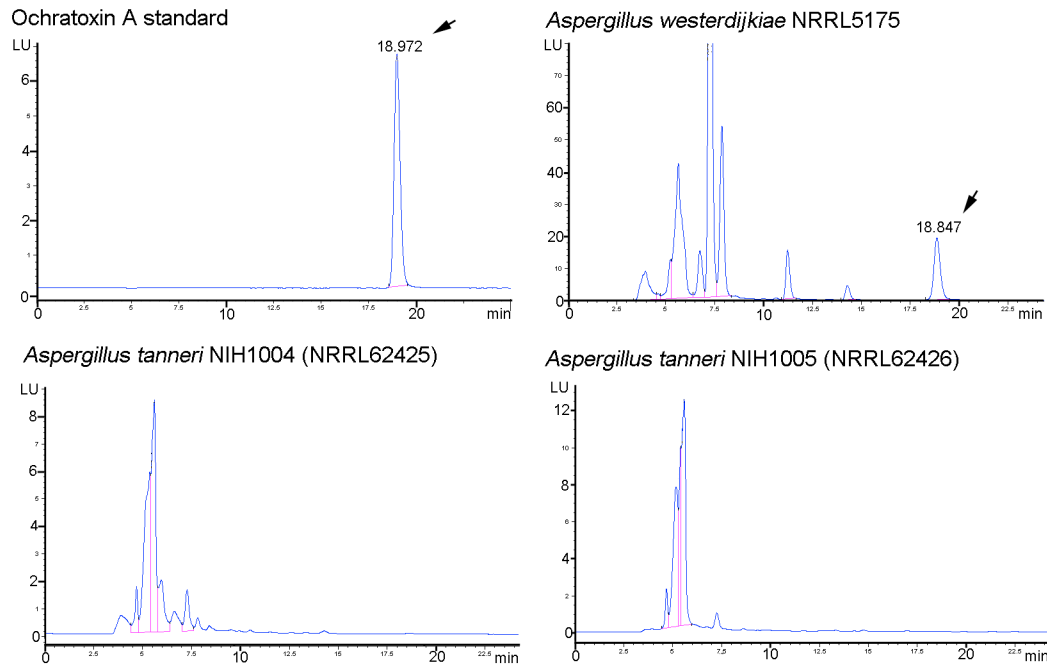 Ochratoxin A standard
LU
18.972
6
5
4
3
2
1
0
0 2.5 5 7.5 10 12.5 15 17.5 20 22.5 min
Aspergillus westerdijkiae NRRL5175
LU
18.847
60
50
40
30
20
10
0
0 2.5 5 7.5 10 12.5 15 17.5 20 22.5 min
Aspergillus tanneri NIH1004 (NRRL62425)
LU
8
7
6
5
4
3
2
1
0
0 2.5 5 7.5 10 12.5 15 17.5 20 22.5 min
Aspergillus tanneri NIH1005 (NRRL62426)
LU
12
10
8
6
4
2
0
0 2.5 5 7.5 10 12.5 15 17.5 20 22.5 min